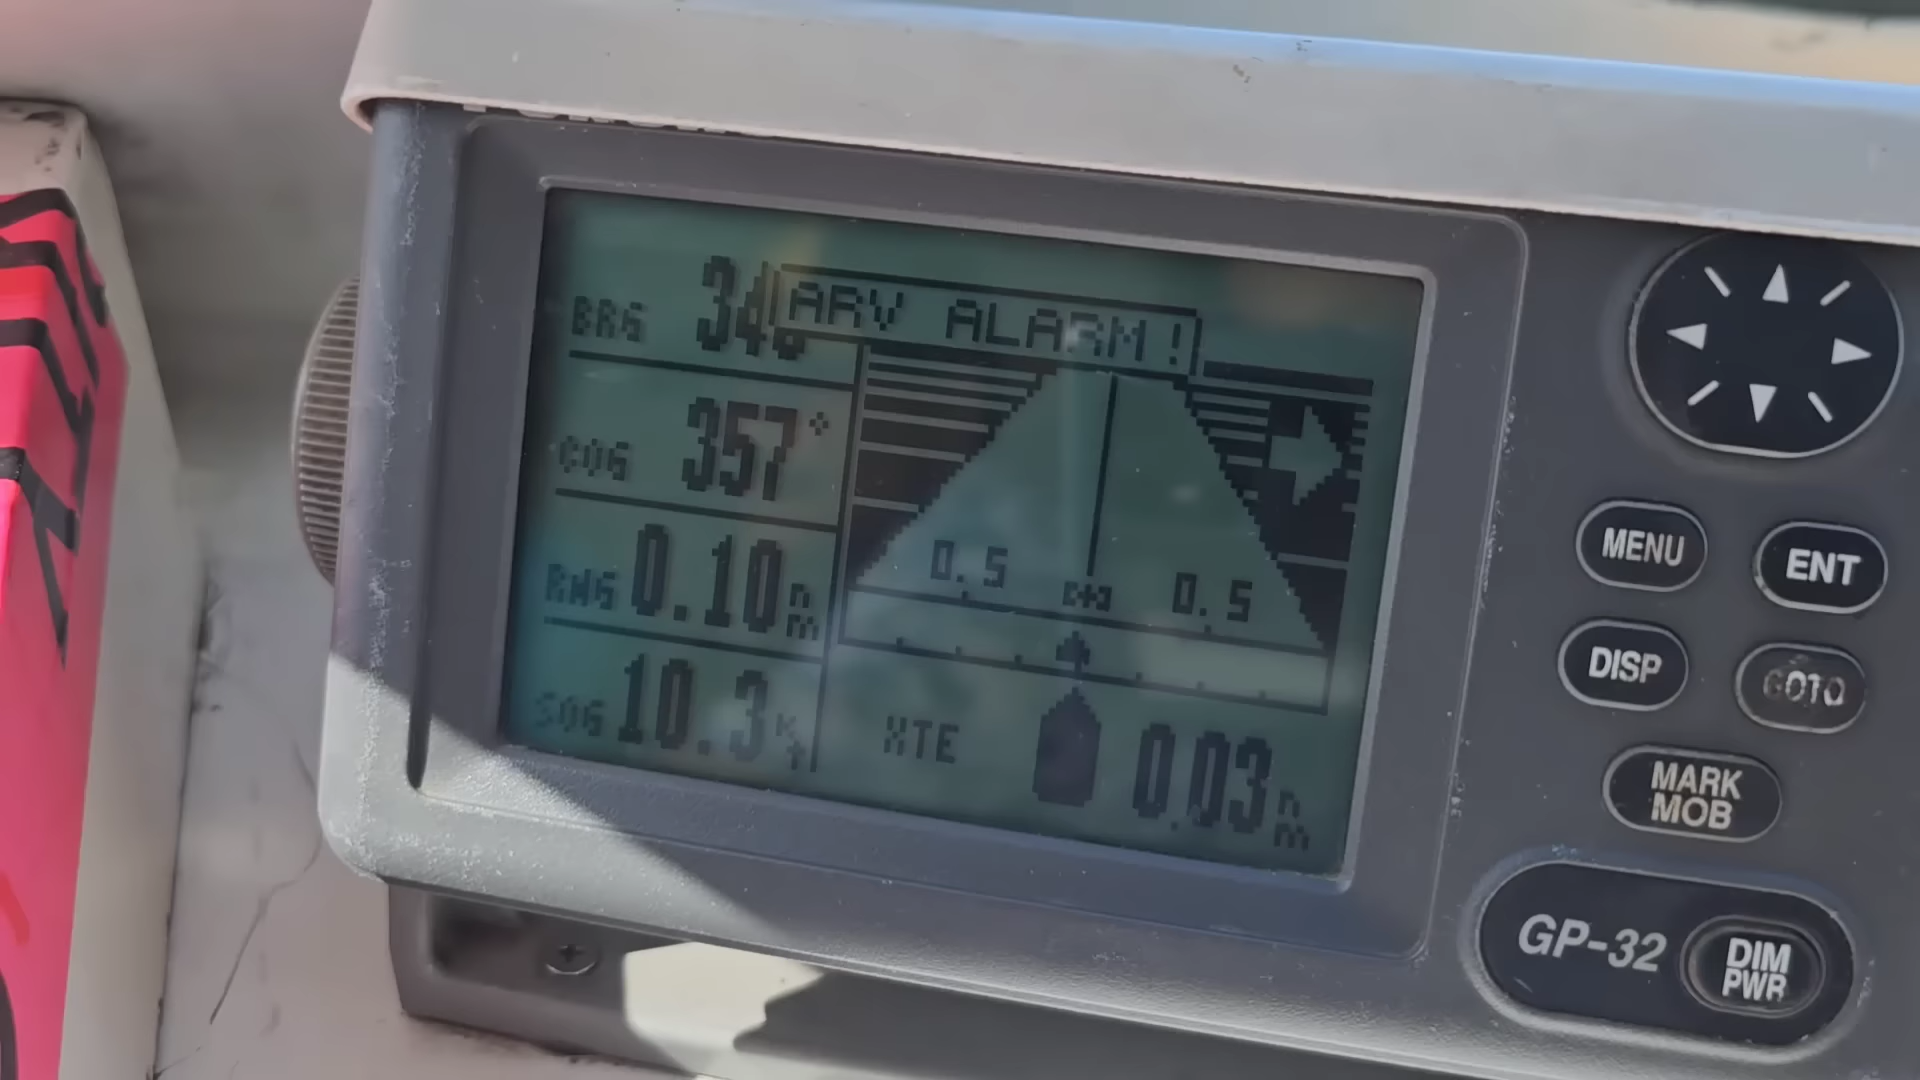 ARV ALARM!
BRG 34
COG 357°
RNG 0.10 nm
SOG 10.3 kt
0.5 0.5
XTE 0.03 nm
MENU
ENT
DISP
GOTO
MARK
MOB
GP-32
DIM
PWR